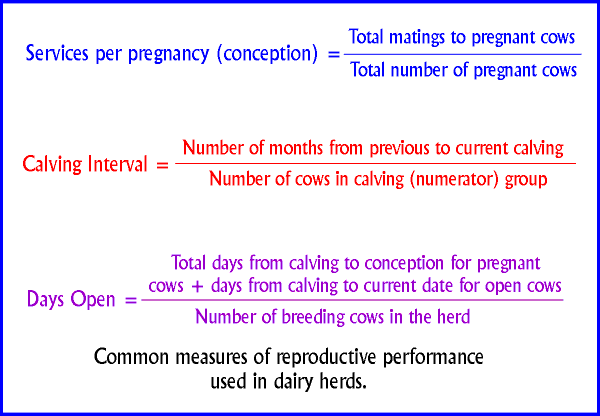 Total matings to pregnant cows
Services per pregnancy (conception) =
Total number of pregnant cows
Number of months from previous to current calving
Calving Interval =
Number of cows in calving (numerator) group
Total days from calving to conception for pregnant
cows + days from calving to current date for open cows
Days Open =
Number of breeding cows in the herd
Common measures of reproductive performance
used in dairy herds.